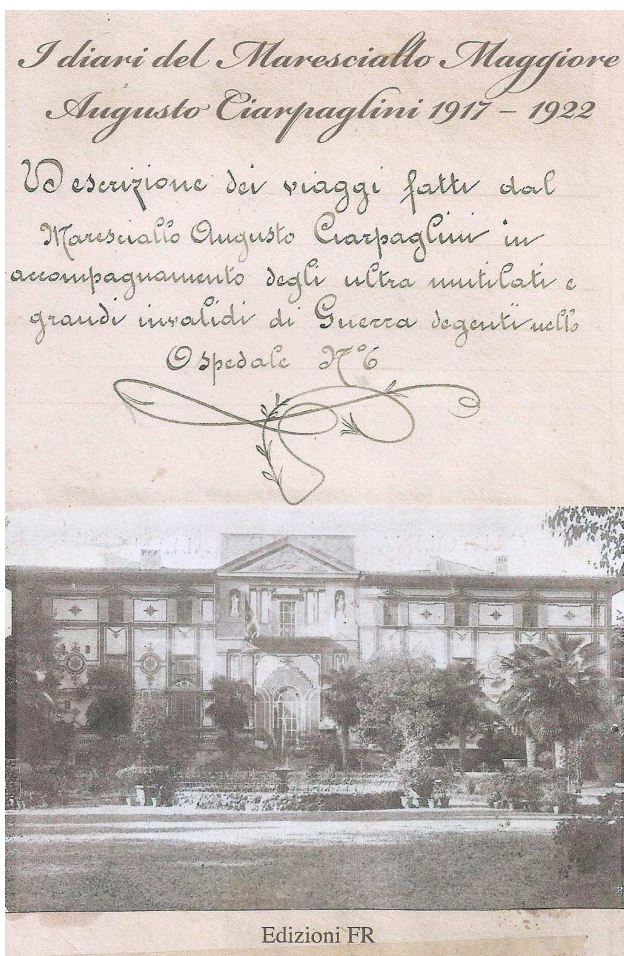 I diari del Maresciallo Maggiore
Augusto Ciarpaglini 1917 – 1922
Descrizione dei viaggi fatti dal
Maresciallo Augusto Ciarpaglini in
accompagnamento degli ultra mutilati e
grandi invalidi di Guerra degenti nello
Ospedale N° 6
Edizioni FR